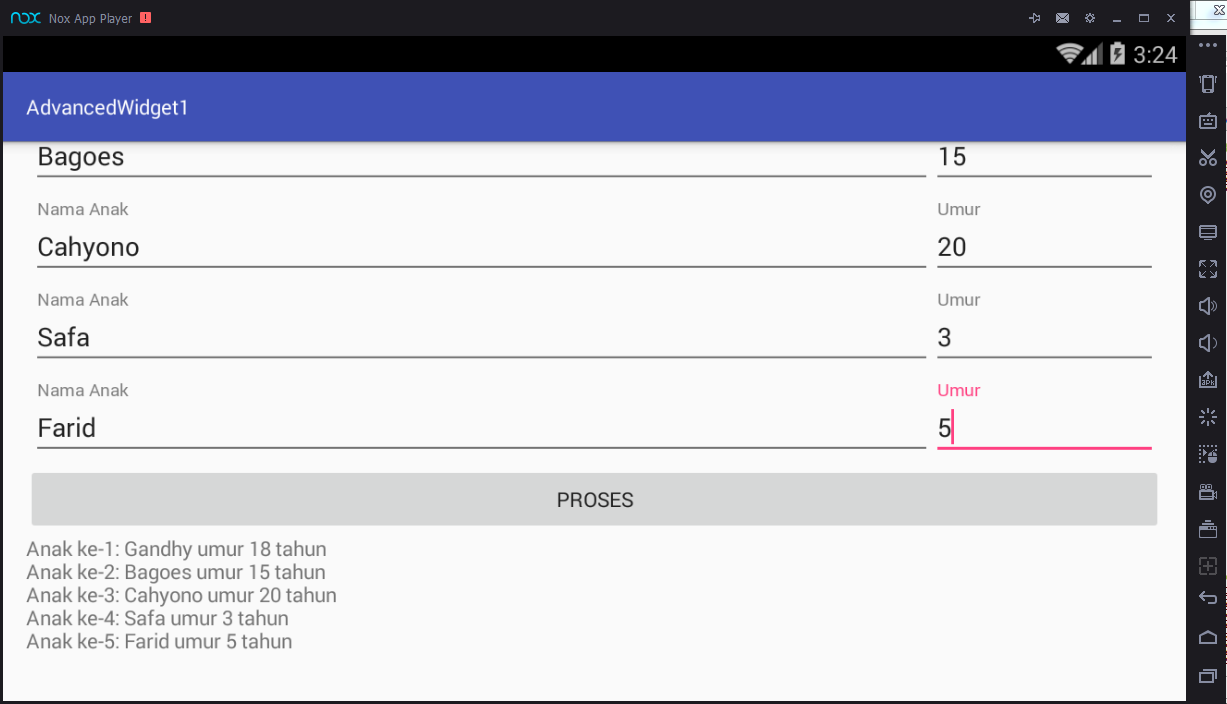 nox Nox App Player
3:24
AdvancedWidget1
Bagoes 15
Nama Anak Umur
Cahyono 20
Nama Anak Umur
Safa 3
Nama Anak Umur
Farid 5
PROSES
Anak ke-1: Gandhy umur 18 tahun
Anak ke-2: Bagoes umur 15 tahun
Anak ke-3: Cahyono umur 20 tahun
Anak ke-4: Safa umur 3 tahun
Anak ke-5: Farid umur 5 tahun